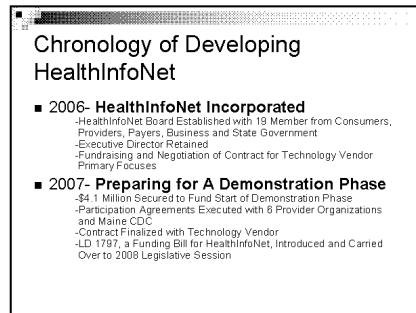 Chronology of Developing
HealthInfoNet
■ 2006- HealthInfoNet Incorporated
-HealthInfoNet Board Established with 19 Member from Consumers,
Providers, Payers, Business and State Government
-Executive Director Retained
-Fundraising and Negotiation of Contract for Technology Vendor
Primary Focuses
■ 2007- Preparing for A Demonstration Phase
-$4.1 Million Secured to Fund Start of Demonstration Phase
-Participation Agreements Executed with 6 Provider Organizations
and Maine CDC
-Contract Finalized with Technology Vendor
-LD 1797, a Funding Bill for HealthInfoNet, Introduced and Carried
Over to 2008 Legislative Session